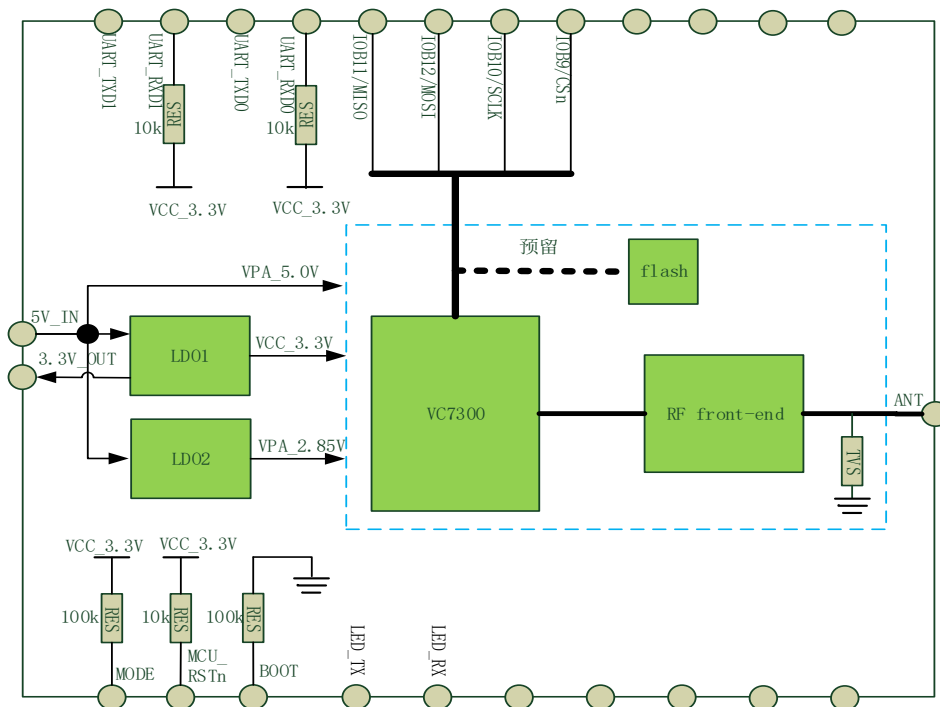 UART_TXD1
UART_RXD1
UART_TXD0
UART_RXD0
IOB11/MISO
IOB12/MOSI
IOB10/SCLK
IOB9/CSn
RES
10k
RES
10k
VCC_3.3V
VCC_3.3V
预留
flash
VPA_5.0V
5V_IN
3.3V_OUT
LDO1
VCC_3.3V
VC7300
RF front-end
ANT
TVS
LDO2
VPA_2.85V
VCC_3.3V
VCC_3.3V
100k
RES
10k
RES
100k
RES
MODE
MCU_
RSTn
BOOT
LED_TX
LED_RX